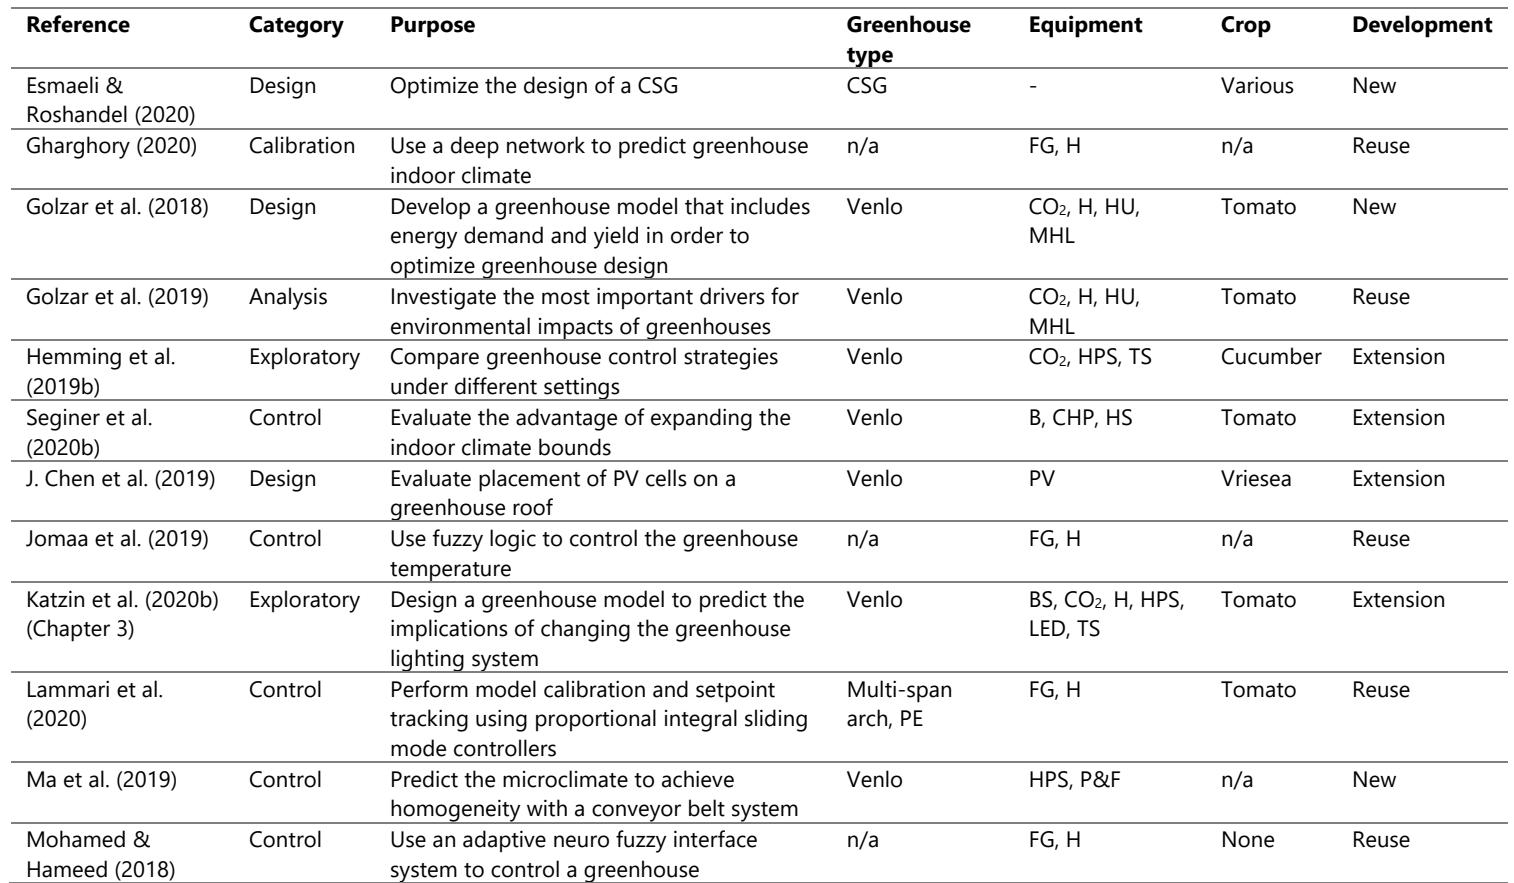 Reference Category Purpose Greenhouse type Equipment Crop Development
Esmaeli & Design Optimize the design of a CSG CSG - Various New
Roshandel (2020)
Gharghory (2020) Calibration Use a deep network to predict greenhouse n/a FG, H n/a Reuse
indoor climate
Golzar et al. (2018) Design Develop a greenhouse model that includes Venlo CO₂, H, HU, Tomato New
energy demand and yield in order to MHL
optimize greenhouse design
Golzar et al. (2019) Analysis Investigate the most important drivers for Venlo CO₂, H, HU, Tomato Reuse
environmental impacts of greenhouses MHL
Hemming et al. Exploratory Compare greenhouse control strategies Venlo CO₂, HPS, TS Cucumber Extension
(2019b) under different settings
Seginer et al. Control Evaluate the advantage of expanding the Venlo B, CHP, HS Tomato Extension
(2020b) indoor climate bounds
J. Chen et al. (2019) Design Evaluate placement of PV cells on a Venlo PV Vriesea Extension
greenhouse roof
Jomaa et al. (2019) Control Use fuzzy logic to control the greenhouse n/a FG, H n/a Reuse
temperature
Katzin et al. (2020b) Exploratory Design a greenhouse model to predict the Venlo BS, CO₂, H, HPS, Tomato Extension
(Chapter 3) implications of changing the greenhouse LED, TS
lighting system
Lammari et al. Control Perform model calibration and setpoint Multi-span FG, H Tomato Reuse
(2020) tracking using proportional integral sliding arch, PE
mode controllers
Ma et al. (2019) Control Predict the microclimate to achieve Venlo HPS, P&F n/a New
homogeneity with a conveyor belt system
Mohamed & Control Use an adaptive neuro fuzzy interface n/a FG, H None Reuse
Hameed (2018) system to control a greenhouse